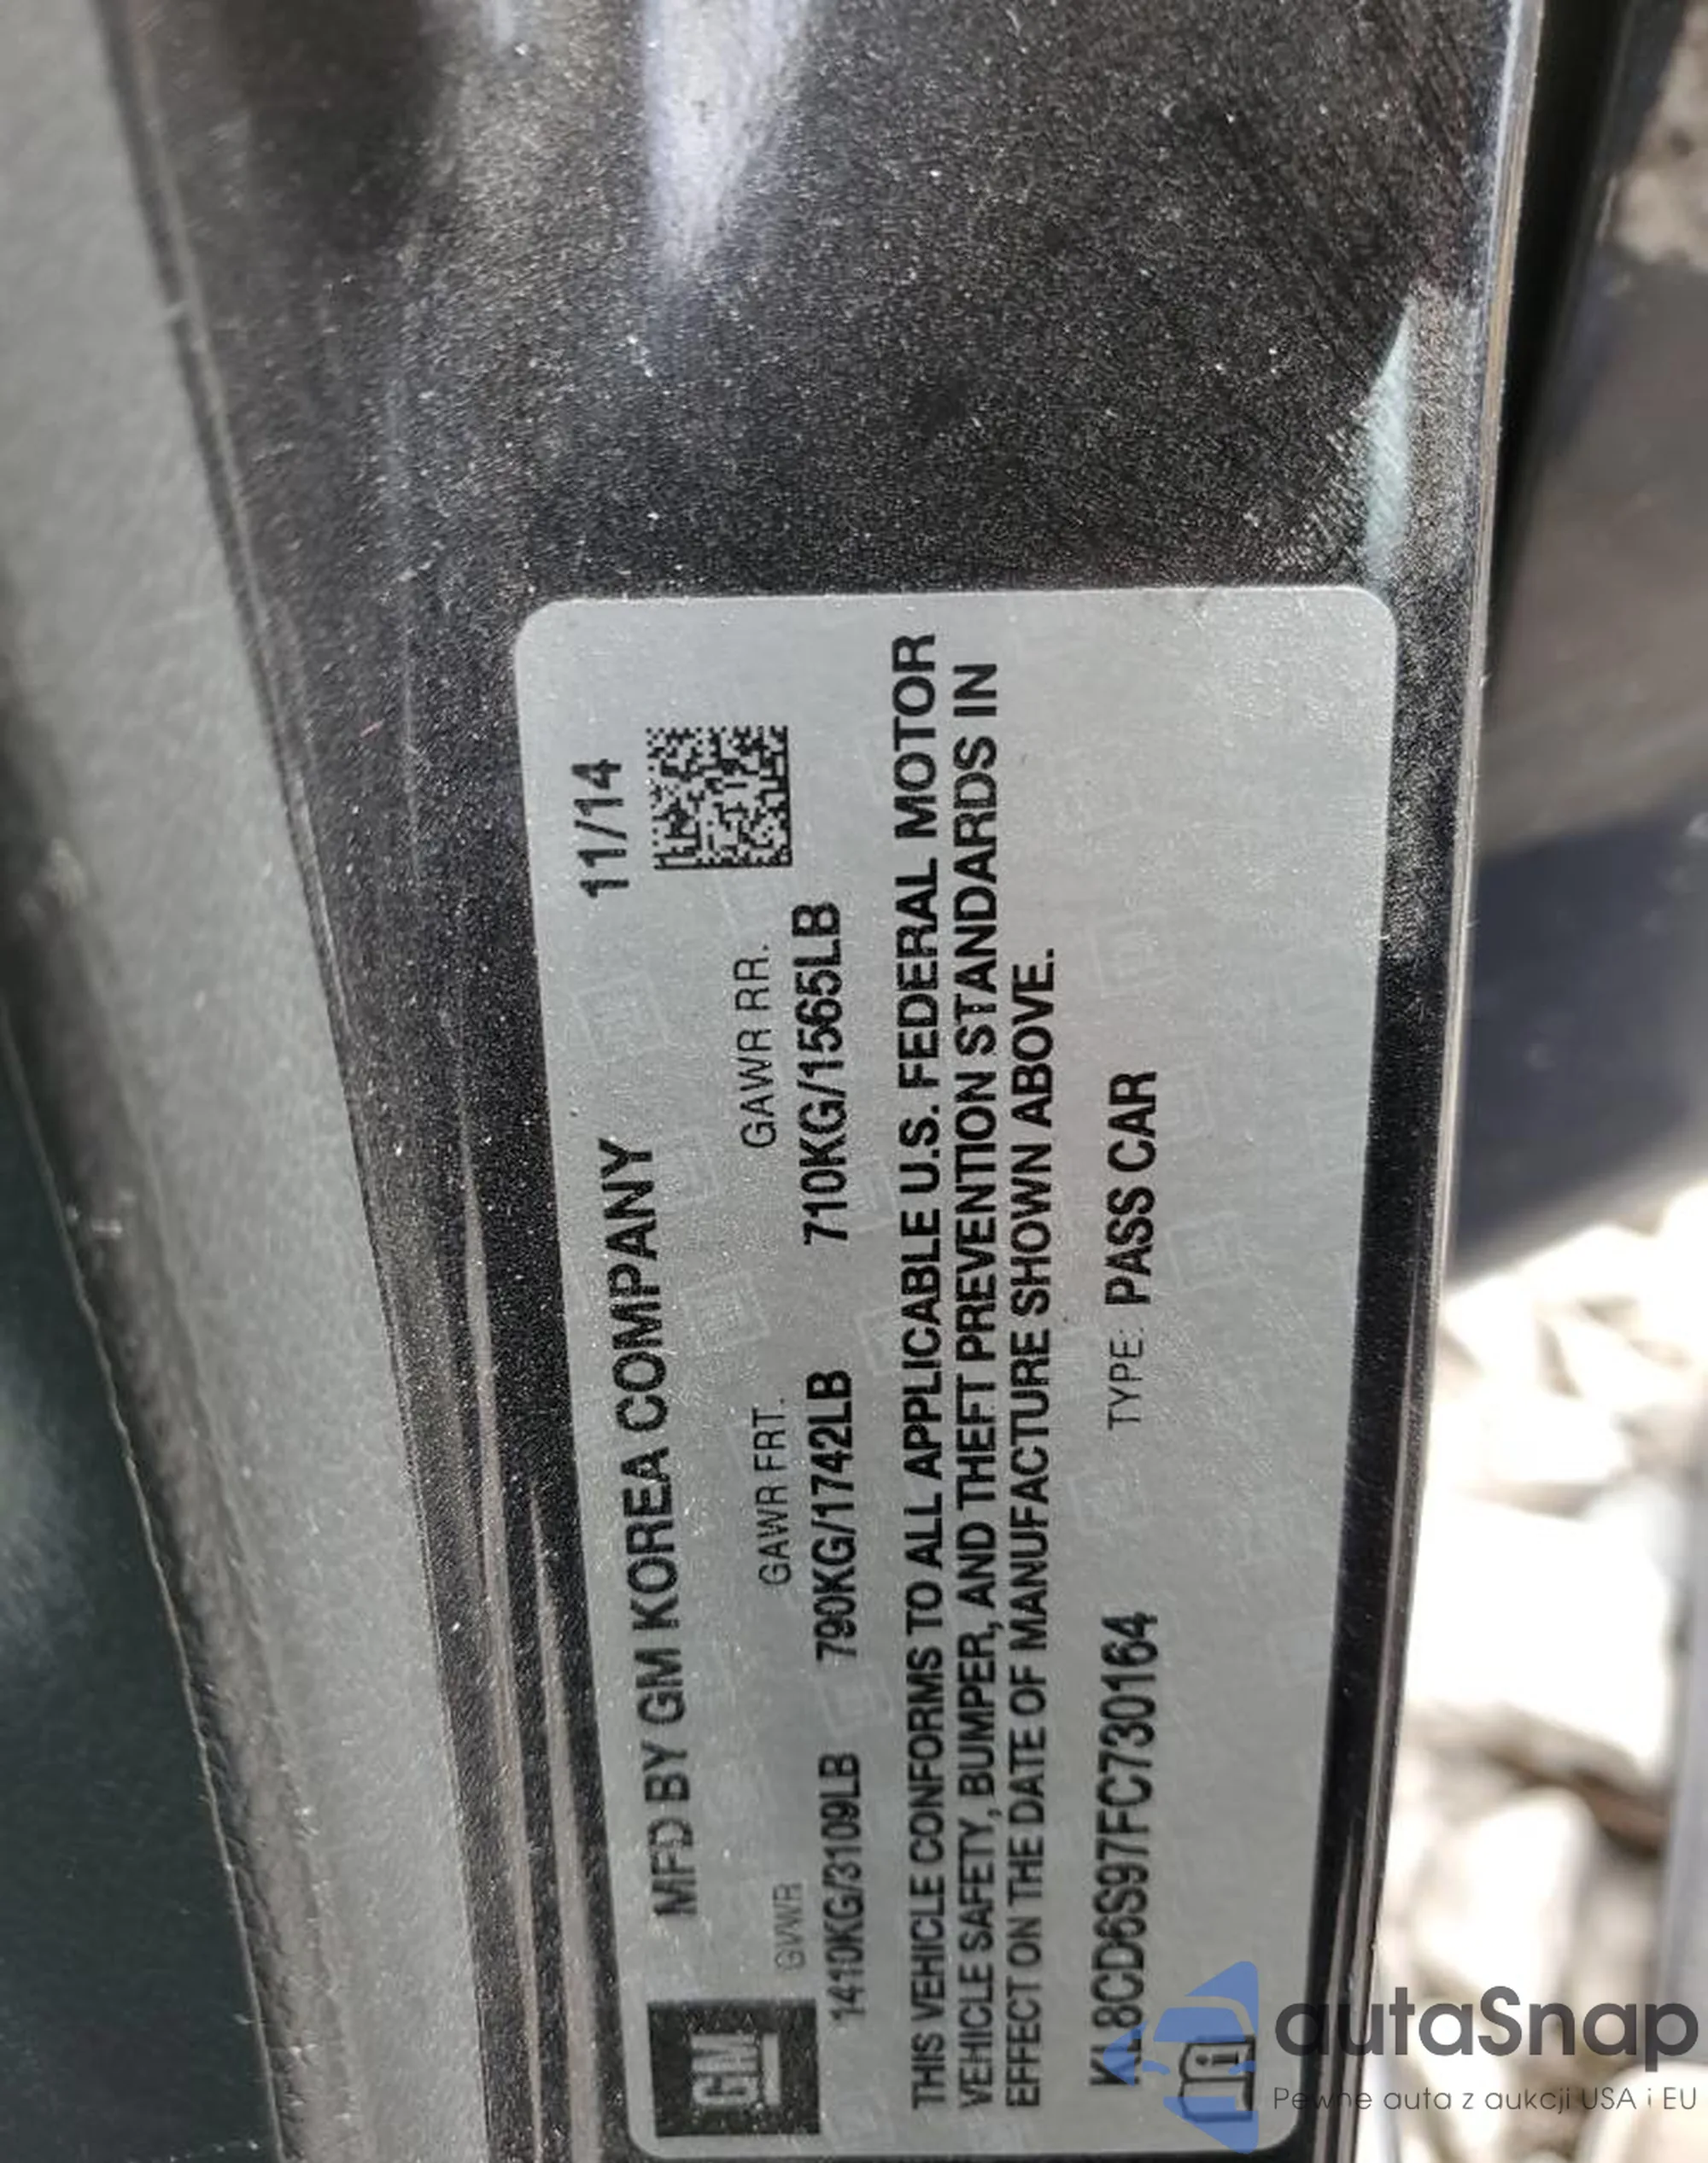 MFD BY GM KOREA COMPANY 11/14
GM
GVWR GAWR FRT. GAWR RR.
1410KG/3109LB 790KG/1742LB 710KG/1565LB
THIS VEHICLE CONFORMS TO ALL APPLICABLE U.S. FEDERAL MOTOR
VEHICLE SAFETY, BUMPER, AND THEFT PREVENTION STANDARDS IN
EFFECT ON THE DATE OF MANUFACTURE SHOWN ABOVE.
KL8CD6S97FC730164 TYPE: PASS CAR
i
autaSnap
Pewne auta z aukcji USA i EU